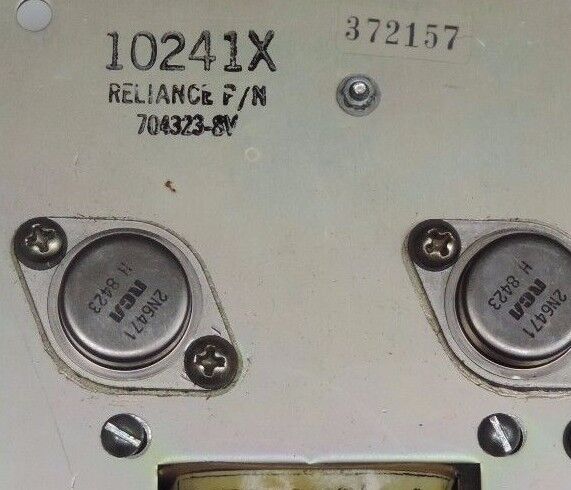 10241X
372157
RELIANCE P/N
704323-8V
2N6471
RCA
H 8423
2N6471
RCA
H 8423